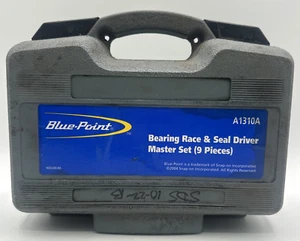 A1310A
Blue-Point
Bearing Race & Seal Driver
Master Set (9 Pieces)
Blue-Point is a trademark of Snap-on Incorporated
©2004 Snap-on Incorporated. All Rights Reserved.